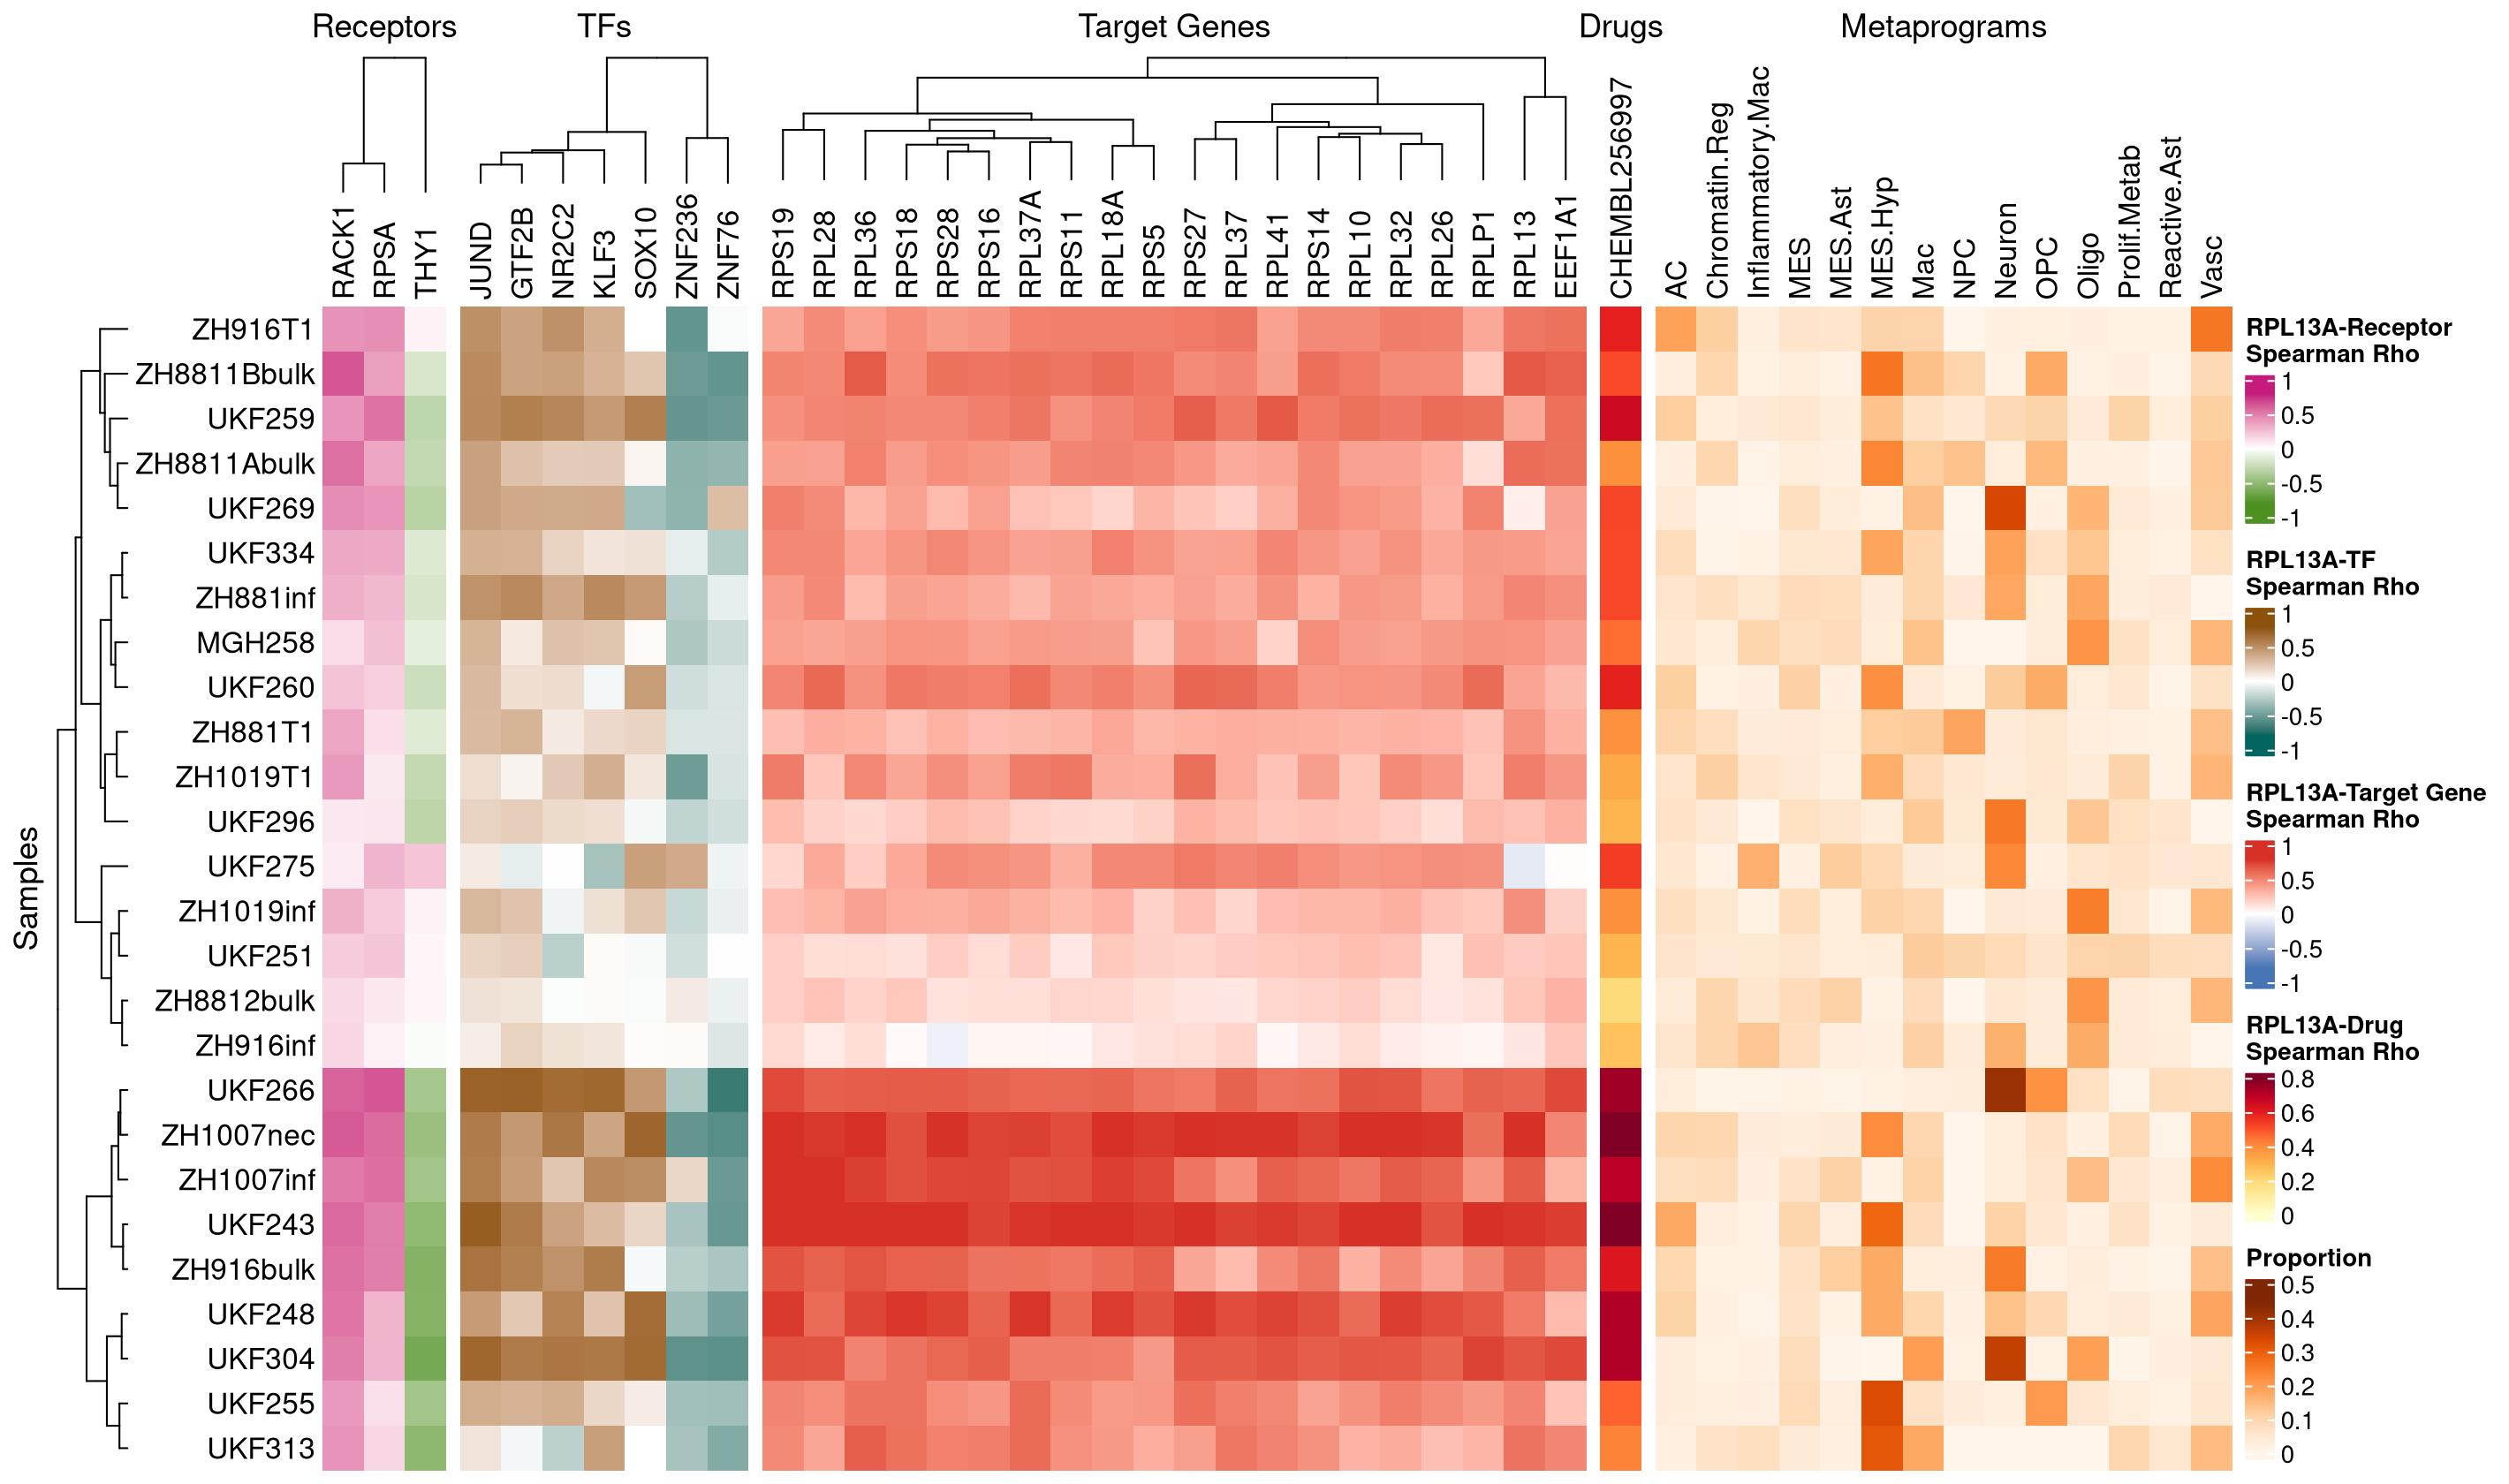 Receptors TFs Target Genes Drugs Metaprograms
RACK1 RPSA THY1 JUND GTF2B NR2C2 KLF3 SOX10 ZNF236 ZNF76 RPS19 RPL28 RPL36 RPS18 RPS28 RPS16 RPL37A RPS11 RPL18A RPS5 RPS27 RPL37 RPL41 RPS14 RPL10 RPL32 RPL26 RPLP1 RPL13 EEF1A1 CHEMBL256997 AC Chromatin.Reg Inflammatory.Mac MES MES.Ast MES.Hyp Mac NPC Neuron OPC Oligo Prolif.Metab Reactive.Ast Vasc
Samples
ZH916T1
ZH8811Bbulk
UKF259
ZH8811Abulk
UKF269
UKF334
ZH881inf
MGH258
UKF260
ZH881T1
ZH1019T1
UKF296
UKF275
ZH1019inf
UKF251
ZH8812bulk
ZH916inf
UKF266
ZH1007nec
ZH1007inf
UKF243
ZH916bulk
UKF248
UKF304
UKF255
UKF313
RPL13A-Receptor
Spearman Rho
1
0.5
0
-0.5
-1
RPL13A-TF
Spearman Rho
1
0.5
0
-0.5
-1
RPL13A-Target Gene
Spearman Rho
1
0.5
0
-0.5
-1
RPL13A-Drug
Spearman Rho
0.8
0.6
0.4
0.2
0
Proportion
0.5
0.4
0.3
0.2
0.1
0